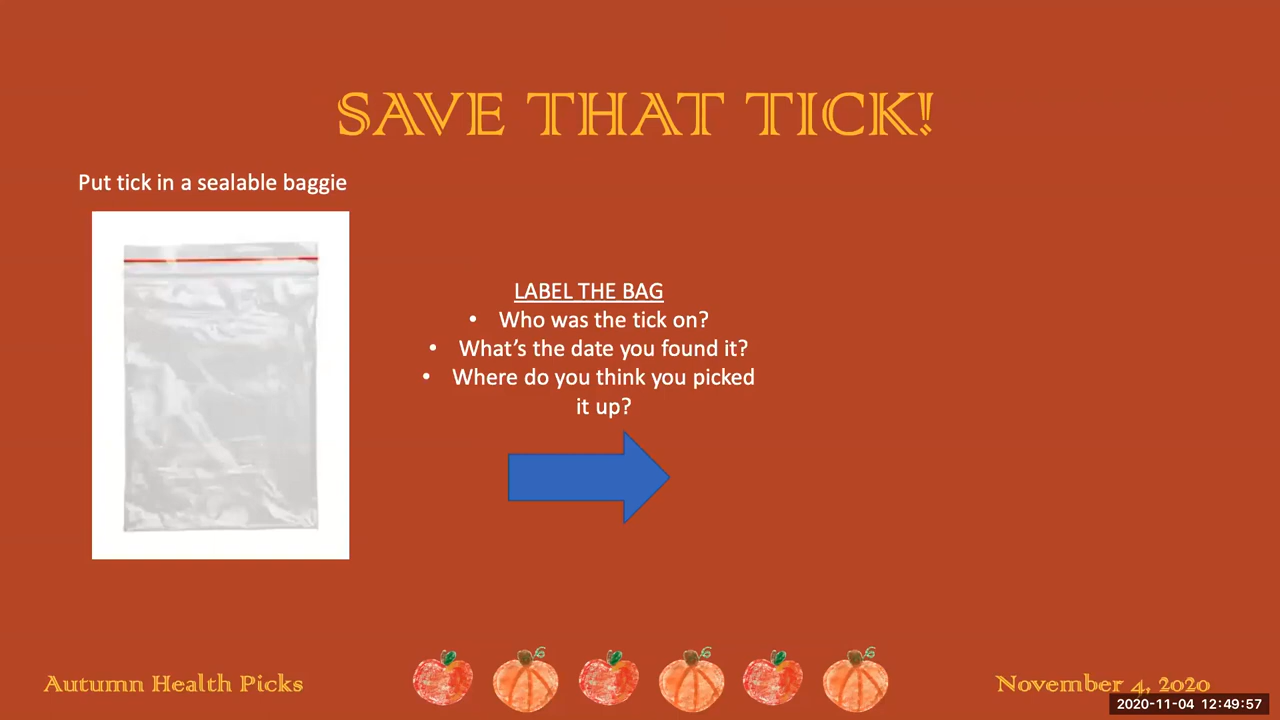 SAVE THAT TICK!
Put tick in a sealable baggie
LABEL THE BAG
• Who was the tick on?
• What's the date you found it?
• Where do you think you picked
it up?
Autumn Health Picks
November 4, 2020
2020-11-04 12:49:57